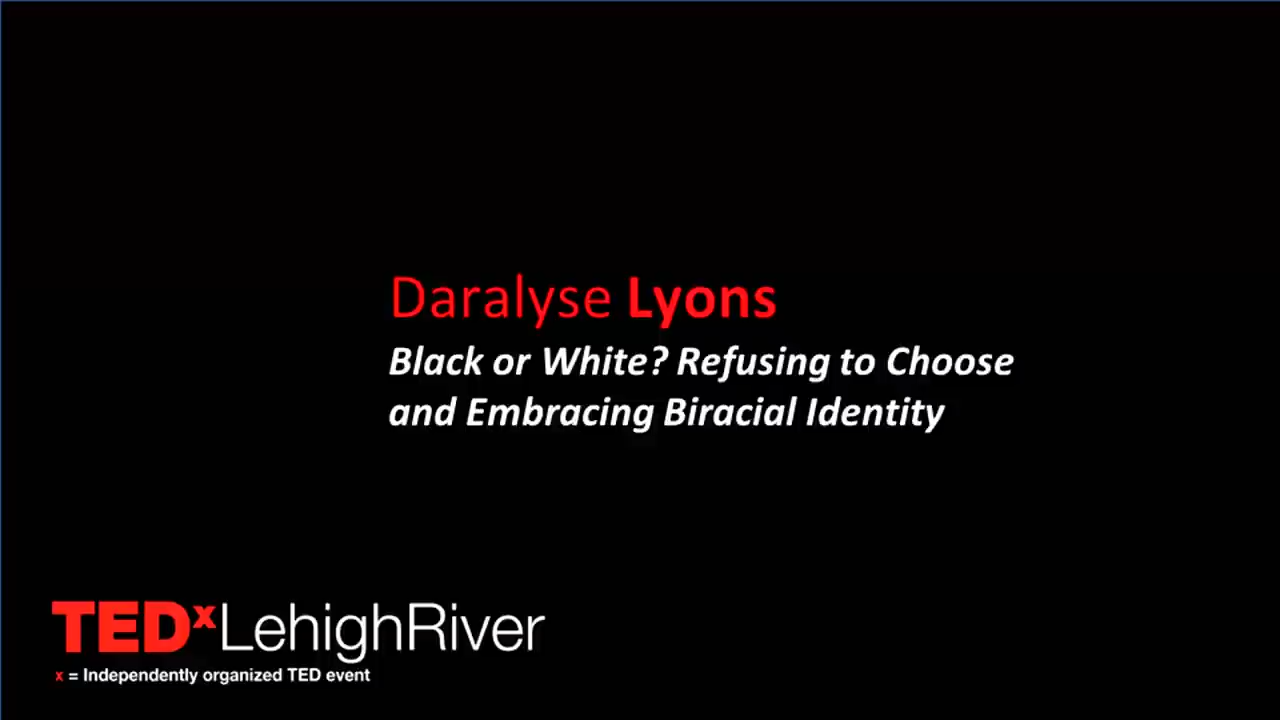 Daralyse Lyons
Black or White? Refusing to Choose
and Embracing Biracial Identity
TEDxLehighRiver
x = Independently organized TED event